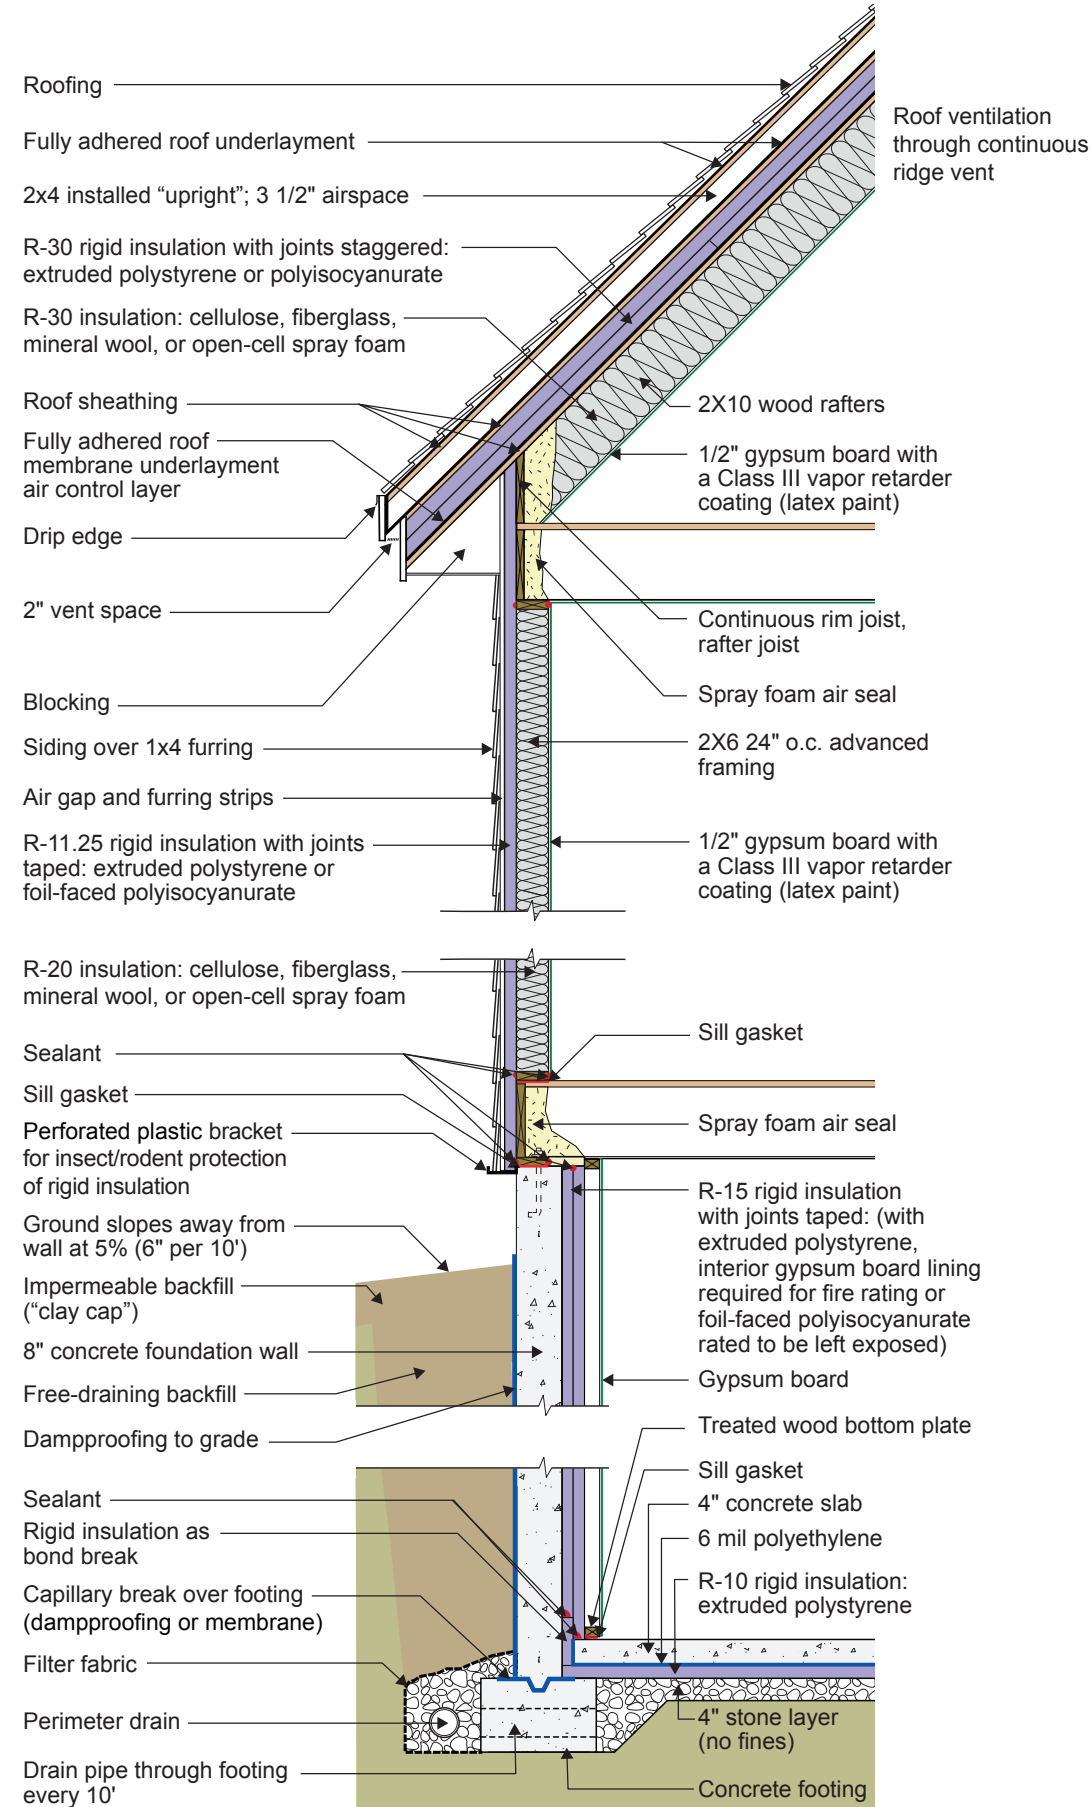 Roofing
Fully adhered roof underlayment
2x4 installed “upright”; 3 1/2" airspace
R-30 rigid insulation with joints staggered:
extruded polystyrene or polyisocyanurate
R-30 insulation: cellulose, fiberglass,
mineral wool, or open-cell spray foam
Roof sheathing
Fully adhered roof
membrane underlayment
air control layer
Drip edge
2" vent space
Blocking
Siding over 1x4 furring
Air gap and furring strips
R-11.25 rigid insulation with joints
taped: extruded polystyrene or
foil-faced polyisocyanurate
R-20 insulation: cellulose, fiberglass,
mineral wool, or open-cell spray foam
Sealant
Sill gasket
Perforated plastic bracket
for insect/rodent protection
of rigid insulation
Ground slopes away from
wall at 5% (6" per 10')
Impermeable backfill
(“clay cap”)
8" concrete foundation wall
Free-draining backfill
Dampproofing to grade
Sealant
Rigid insulation as
bond break
Capillary break over footing
(dampproofing or membrane)
Filter fabric
Perimeter drain
Drain pipe through footing
every 10'
Roof ventilation
through continuous
ridge vent
2X10 wood rafters
1/2" gypsum board with
a Class III vapor retarder
coating (latex paint)
Continuous rim joist,
rafter joist
Spray foam air seal
2X6 24" o.c. advanced
framing
1/2" gypsum board with
a Class III vapor retarder
coating (latex paint)
Sill gasket
Spray foam air seal
R-15 rigid insulation
with joints taped: (with
extruded polystyrene,
interior gypsum board lining
required for fire rating or
foil-faced polyisocyanurate
rated to be left exposed)
Gypsum board
Treated wood bottom plate
Sill gasket
4" concrete slab
6 mil polyethylene
R-10 rigid insulation:
extruded polystyrene
4" stone layer
(no fines)
Concrete footing